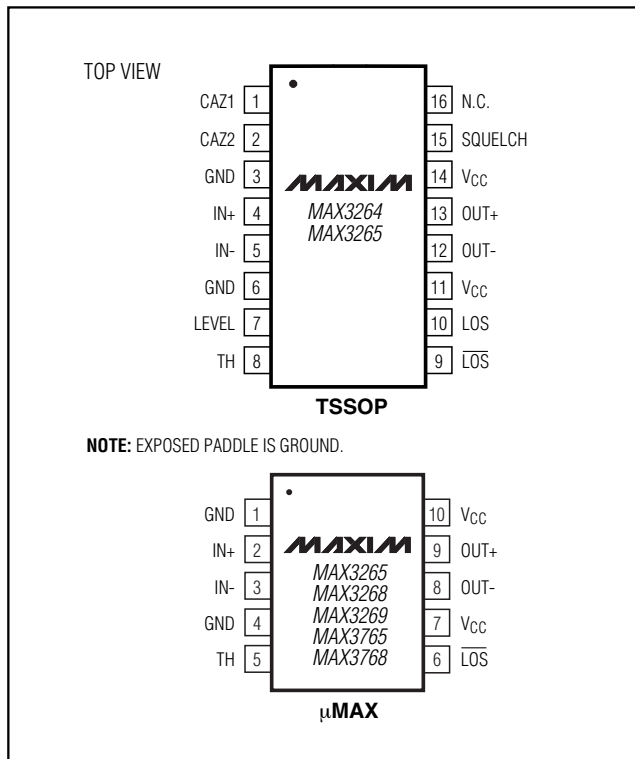 TOP VIEW
CAZ1 1 16 N.C.
CAZ2 2 15 SQUELCH
GND 3 MAXIM 14 VCC
IN+ 4 MAX3264 13 OUT+
IN- 5 MAX3265 12 OUT-
GND 6 11 VCC
LEVEL 7 10 LOS
TH 8 9 L̅O̅S̅
TSSOP
NOTE: EXPOSED PADDLE IS GROUND.
GND 1 10 VCC
IN+ 2 MAXIM 9 OUT+
MAX3265
IN- 3 MAX3268 8 OUT-
MAX3269
GND 4 MAX3765 7 VCC
TH 5 MAX3768 6 L̅O̅S̅
µMAX